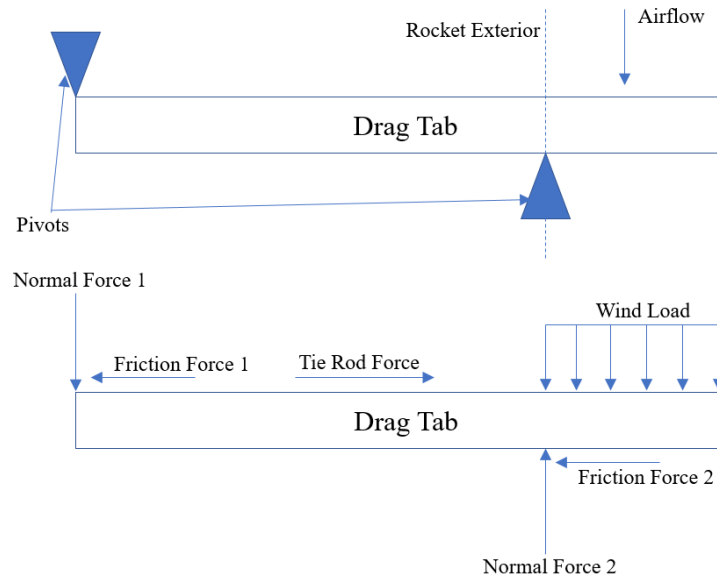 Rocket Exterior
Airflow
Drag Tab
Pivots
Normal Force 1
Wind Load
Friction Force 1
Tie Rod Force
Drag Tab
Friction Force 2
Normal Force 2